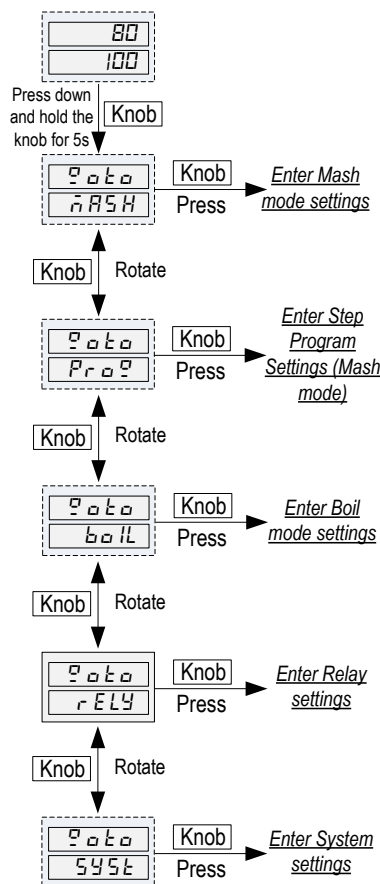 80
100
Press down
and hold the
knob for 5s
Knob
goto
MASH
Knob
Press
Enter Mash
mode settings
Knob
Rotate
goto
Prog
Knob
Press
Enter Step
Program
Settings (Mash
mode)
Knob
Rotate
goto
boIL
Knob
Press
Enter Boil
mode settings
Knob
Rotate
goto
rELY
Knob
Press
Enter Relay
settings
Knob
Rotate
goto
SYSt
Knob
Press
Enter System
settings